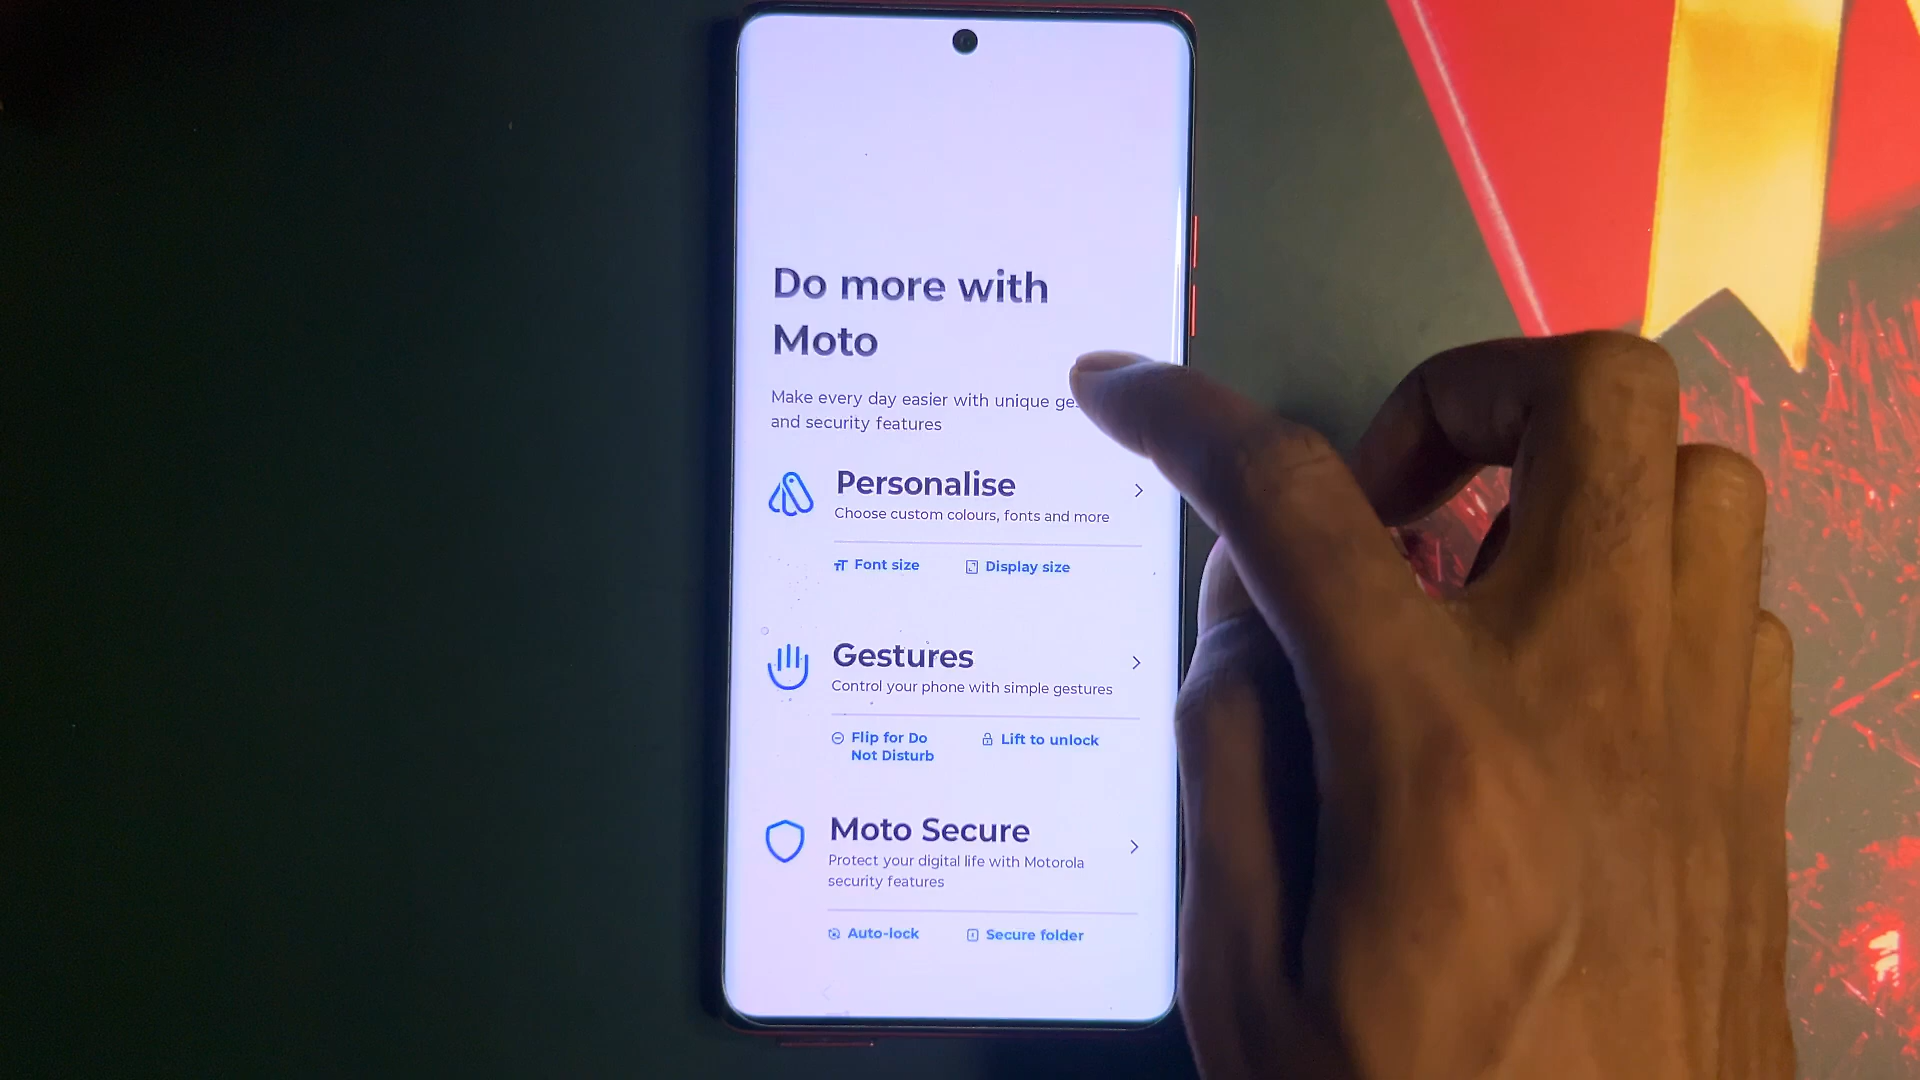 Do more with
Moto
Make every day easier with unique
and security features
Personalise
Choose custom colours, fonts and more
Font size
Display size
Gestures
Control your phone with simple gestures
Flip for Do
Not Disturb
Lift to unlock
Moto Secure
Protect your digital life with Motorola
security features
Auto-lock
Secure folder